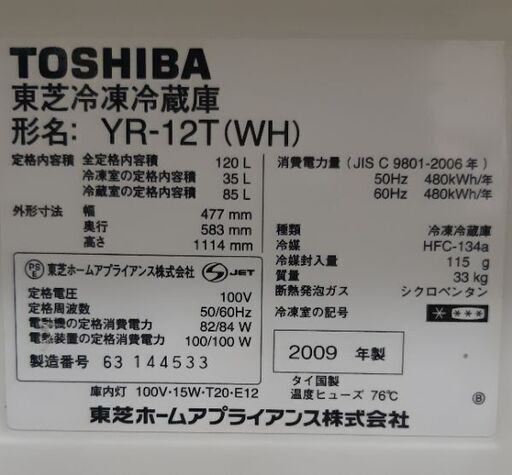 TOSHIBA
東芝冷凍冷蔵庫
形名: YR-12T(WH)
定格内容積 全定格内容積 120 L
冷凍室の定格内容積 35 L
冷蔵室の定格内容積 85 L
外形寸法 幅 477 mm
奥行 583 mm
高さ 1114 mm
PS E 東芝ホームアプライアンス株式会社 JET
定格電圧 100V
定格周波数 50/60Hz
電動機の定格消費電力 82/84 W
電熱装置の定格消費電力 100/100 W
製造番号 63 144533
消費電力量 (JIS C 9801-2006 年)
50Hz 480kWh/年
60Hz 480kWh/年
種類 冷凍冷蔵庫
冷媒 HFC-134a
冷媒封入量 115 g
質量 33 kg
断熱発泡ガス シクロペンタン
冷凍室の記号 * ***
2009 年製
タイ国製
温度ヒューズ 76℃
庫内灯 100V·15W·T20·E12
B
東芝ホームアプライアンス株式会社